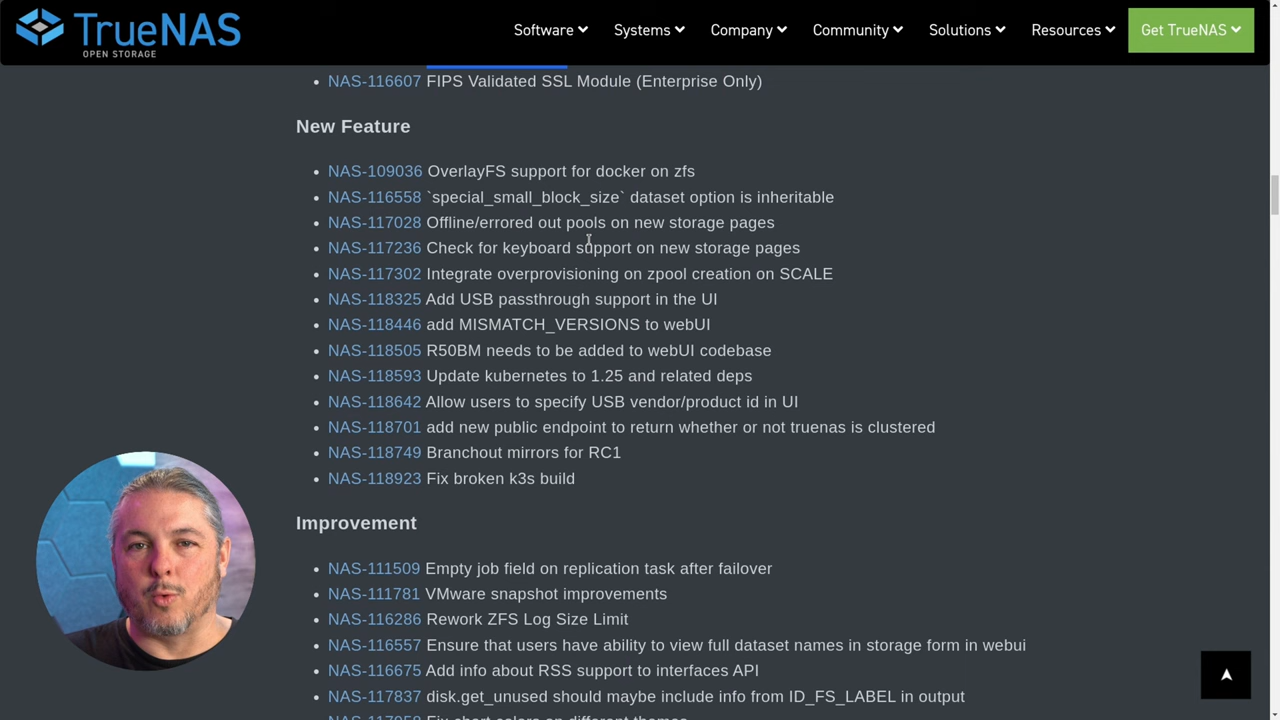 TrueNAS
OPEN STORAGE
Software Systems Company Community Solutions Resources Get TrueNAS
NAS-116607 FIPS Validated SSL Module (Enterprise Only)
New Feature
NAS-109036 OverlayFS support for docker on zfs
NAS-116558 `special_small_block_size` dataset option is inheritable
NAS-117028 Offline/errored out pools on new storage pages
NAS-117236 Check for keyboard support on new storage pages
NAS-117302 Integrate overprovisioning on zpool creation on SCALE
NAS-118325 Add USB passthrough support in the UI
NAS-118446 add MISMATCH_VERSIONS to webUI
NAS-118505 R50BM needs to be added to webUI codebase
NAS-118593 Update kubernetes to 1.25 and related deps
NAS-118642 Allow users to specify USB vendor/product id in UI
NAS-118701 add new public endpoint to return whether or not truenas is clustered
NAS-118749 Branchout mirrors for RC1
NAS-118923 Fix broken k3s build
Improvement
NAS-111509 Empty job field on replication task after failover
NAS-111781 VMware snapshot improvements
NAS-116286 Rework ZFS Log Size Limit
NAS-116557 Ensure that users have ability to view full dataset names in storage form in webui
NAS-116675 Add info about RSS support to interfaces API
NAS-117837 disk.get_unused should maybe include info from ID_FS_LABEL in output